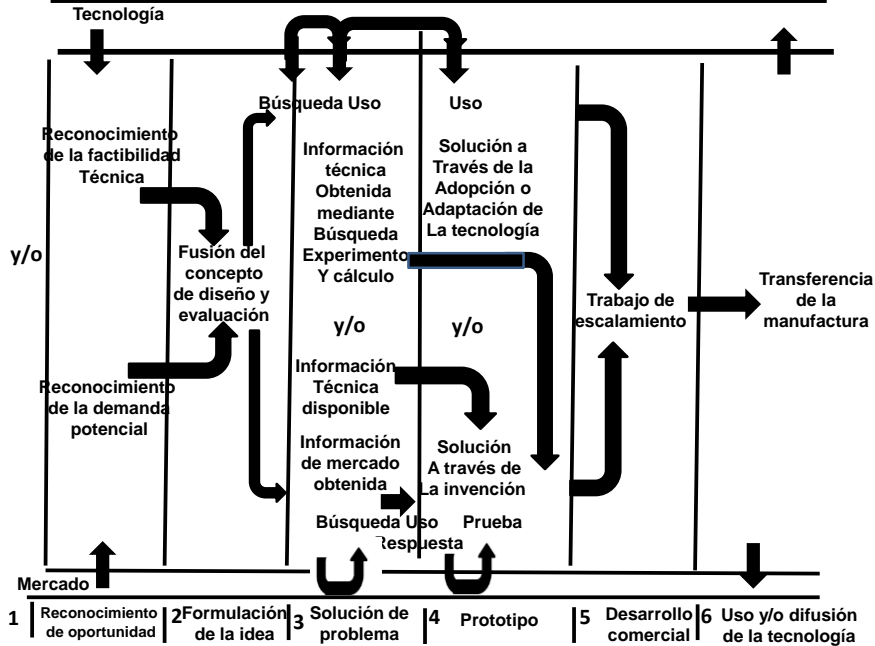 Tecnología
Reconocimiento
de la factibilidad
Técnica
y/o
Reconocimiento
de la demanda
potencial
Mercado
Fusión del
concepto
de diseño y
evaluación
Búsqueda Uso
Información
técnica
Obtenida
mediante
Búsqueda
Experimento
Y cálculo
y/o
Información
Técnica
disponible
Información
de mercado
obtenida
Búsqueda Uso
Respuesta
Uso
Solución a
Través de la
Adopción o
Adaptación de
La tecnología
y/o
Solución
A través de
La invención
Prueba
Trabajo de
escalamiento
Transferencia
de la
manufactura
1 Reconocimiento
de oportunidad
2 Formulación
de la idea
3 Solución de
problema
4 Prototipo
5 Desarrollo
comercial
6 Uso y/o difusión
de la tecnología